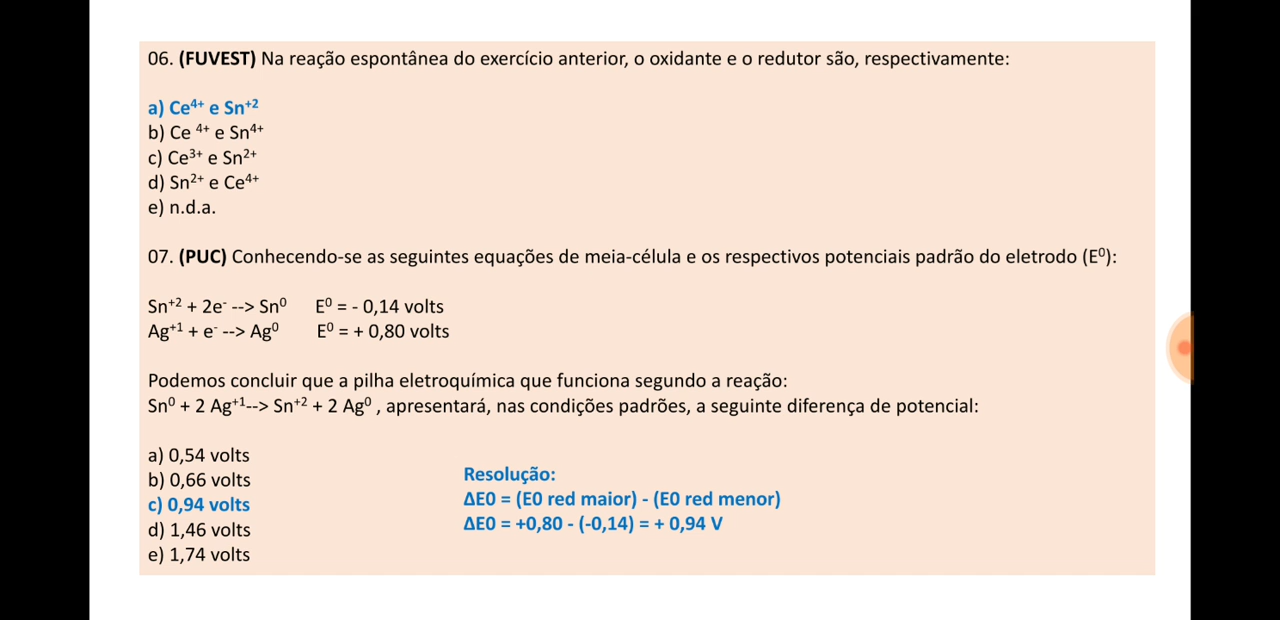 06. (FUVEST) Na reação espontânea do exercício anterior, o oxidante e o redutor são, respectivamente:
a) Ce⁴⁺ e Sn⁺²
b) Ce ⁴⁺ e Sn⁴⁺
c) Ce³⁺ e Sn²⁺
d) Sn²⁺ e Ce⁴⁺
e) n.d.a.
07. (PUC) Conhecendo-se as seguintes equações de meia-célula e os respectivos potenciais padrão do eletrodo (E⁰):
Sn⁺² + 2e⁻ --> Sn⁰ E⁰ = - 0,14 volts
Ag⁺¹ + e⁻ --> Ag⁰ E⁰ = + 0,80 volts
Podemos concluir que a pilha eletroquímica que funciona segundo a reação:
Sn⁰ + 2 Ag⁺¹--> Sn⁺² + 2 Ag⁰ , apresentará, nas condições padrões, a seguinte diferença de potencial:
a) 0,54 volts
b) 0,66 volts
c) 0,94 volts
d) 1,46 volts
e) 1,74 volts
Resolução:
ΔE0 = (E0 red maior) - (E0 red menor)
ΔE0 = +0,80 - (-0,14) = + 0,94 V